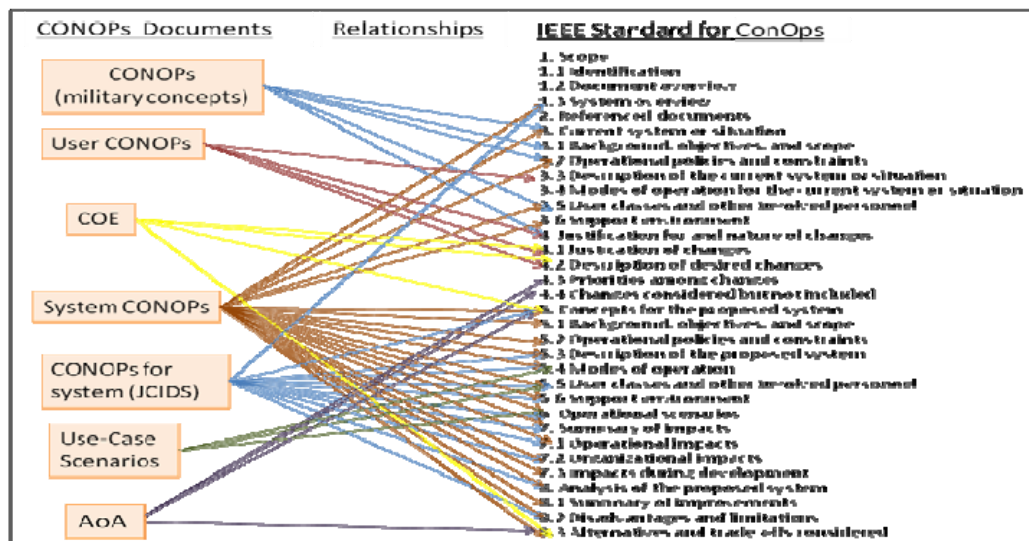 CONOPs Documents
Relationships
IEEE Standard for ConOps
CONOPs
(military concepts)
User CONOPs
COE
System CONOPs
CONOPs for
system (JCIDS)
Use-Case
Scenarios
AoA
1. Scope
1.1 Identification
1.2 Document overview
1.3 System overview
2. Referenced documents
3. Current system or situation
3.1 Background, objectives, and scope
3.2 Operational policies and constraints
3.3 Description of the current system or situation
3.4 Modes of operation for the current system or situation
3.5 User classes and other involved personnel
3.6 Support environment
4. Justification for and nature of changes
4.1 of changes
4.2 Description of desired changes
4.3 Priorities among changes
4.4 Changes considered but not included
5. Concepts for the proposed system
5.1 Background, objectives, and scope
5.2 Operational policies and constraints
5.3 Description of the proposed system
5.4 Modes of operation
5.5 User classes and other involved personnel
5.6 Support environment
6. Operational scenarios
7. Summary of impacts
7.1 Operational impacts
7.2 Organizational impacts
7.3 Impacts during development
8. Analysis of the proposed system
8.1 Summary of improvements
8.2 Disadvantages and limitations
8.3 Alternatives and trade-offs considered